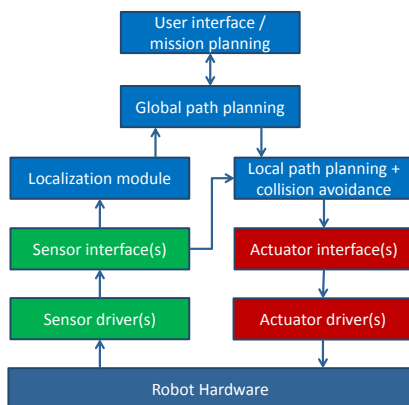 User interface /
mission planning
Global path planning
Localization module
Local path planning +
collision avoidance
Sensor interface(s)
Actuator interface(s)
Sensor driver(s)
Actuator driver(s)
Robot Hardware